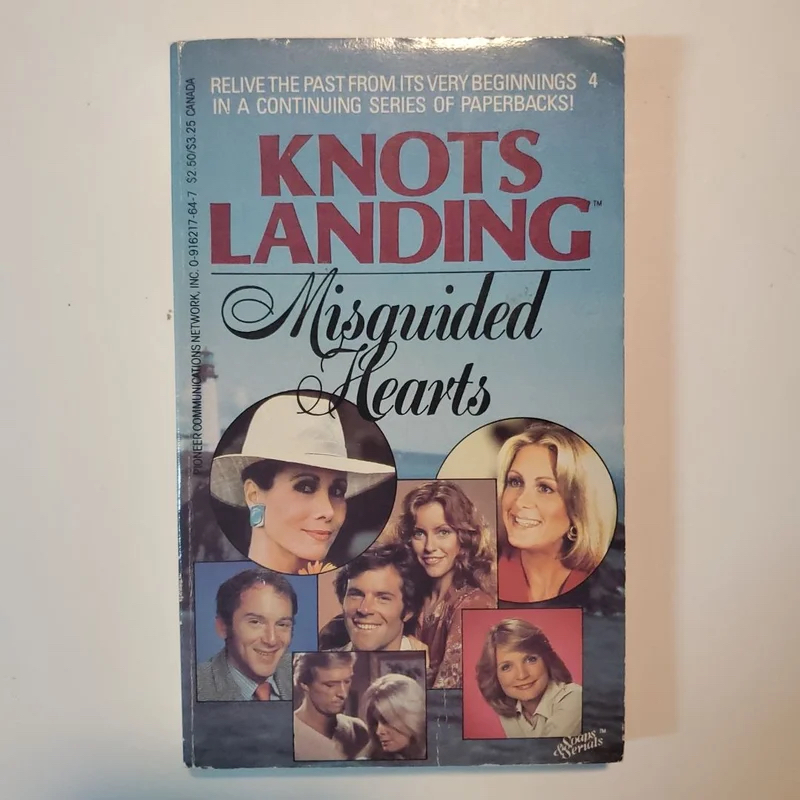 RELIVE THE PAST FROM ITS VERY BEGINNINGS 4
IN A CONTINUING SERIES OF PAPERBACKS!
KNOTS
LANDING™
Misguided
Hearts
PIONEER COMMUNICATIONS NETWORK, INC. 0-916217-64-7 $2.50/$3.25 CANADA
Soaps™
& Serials